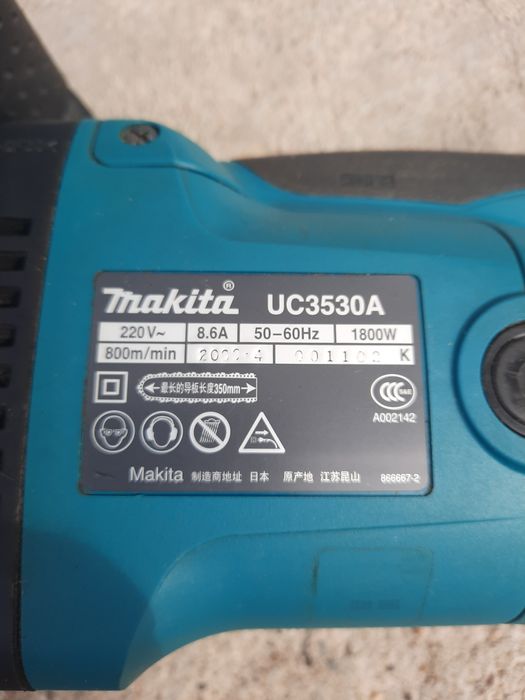 makita® UC3530A
220V~ 8.6A 50-60Hz 1800W
800m/min 001102 K
最长的导板长度350mm
CCC S&E
A002142
Makita 制造商地址 日本 原产地 江苏昆山 866667-2